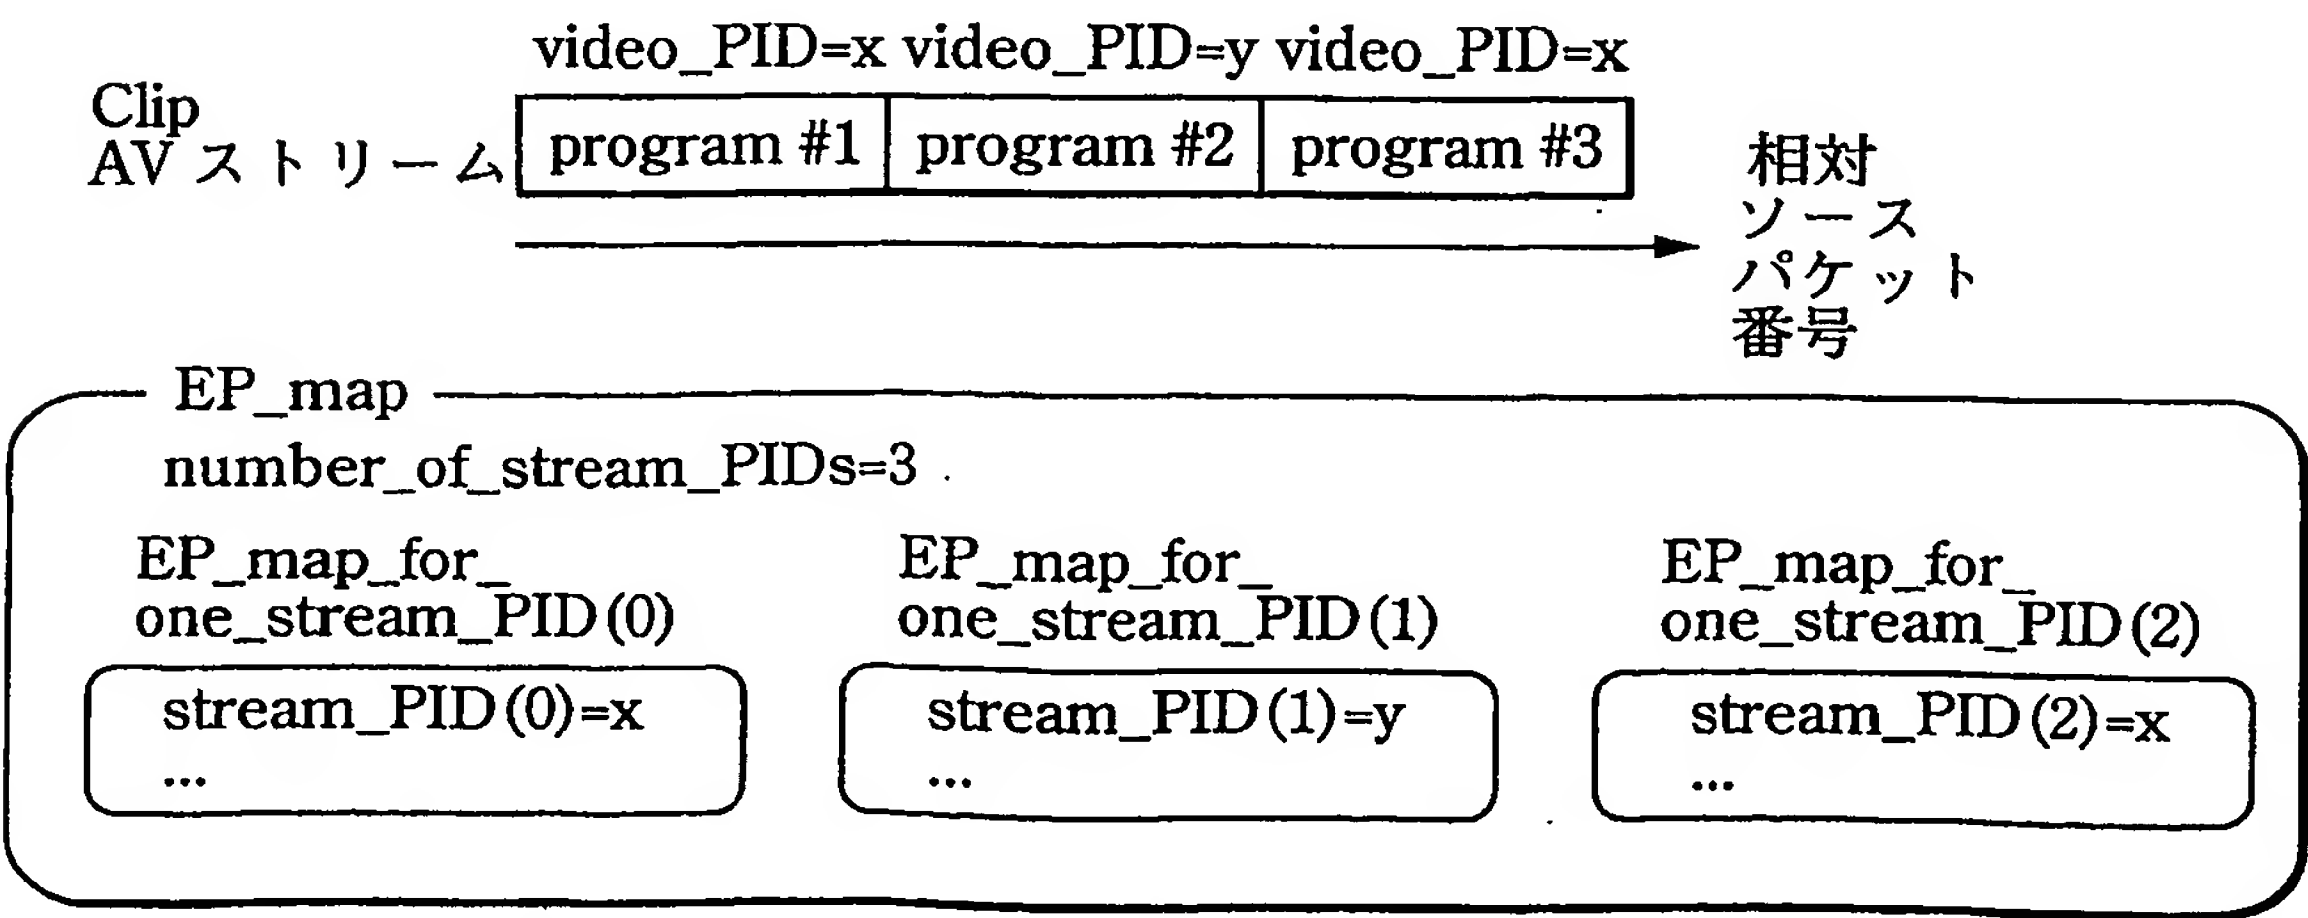 video_PID=x video_PID=y video_PID=x
Clip
AVストリーム
program #1 program #2 program #3
相対
ソース
パケット
番号
EP_map
number_of_stream_PIDs=3
EP_map_for_
one_stream_PID(0)
stream_PID(0)=x
...
EP_map_for_
one_stream_PID(1)
stream_PID(1)=y
...
EP_map_for_
one_stream_PID(2)
stream_PID(2)=x
...